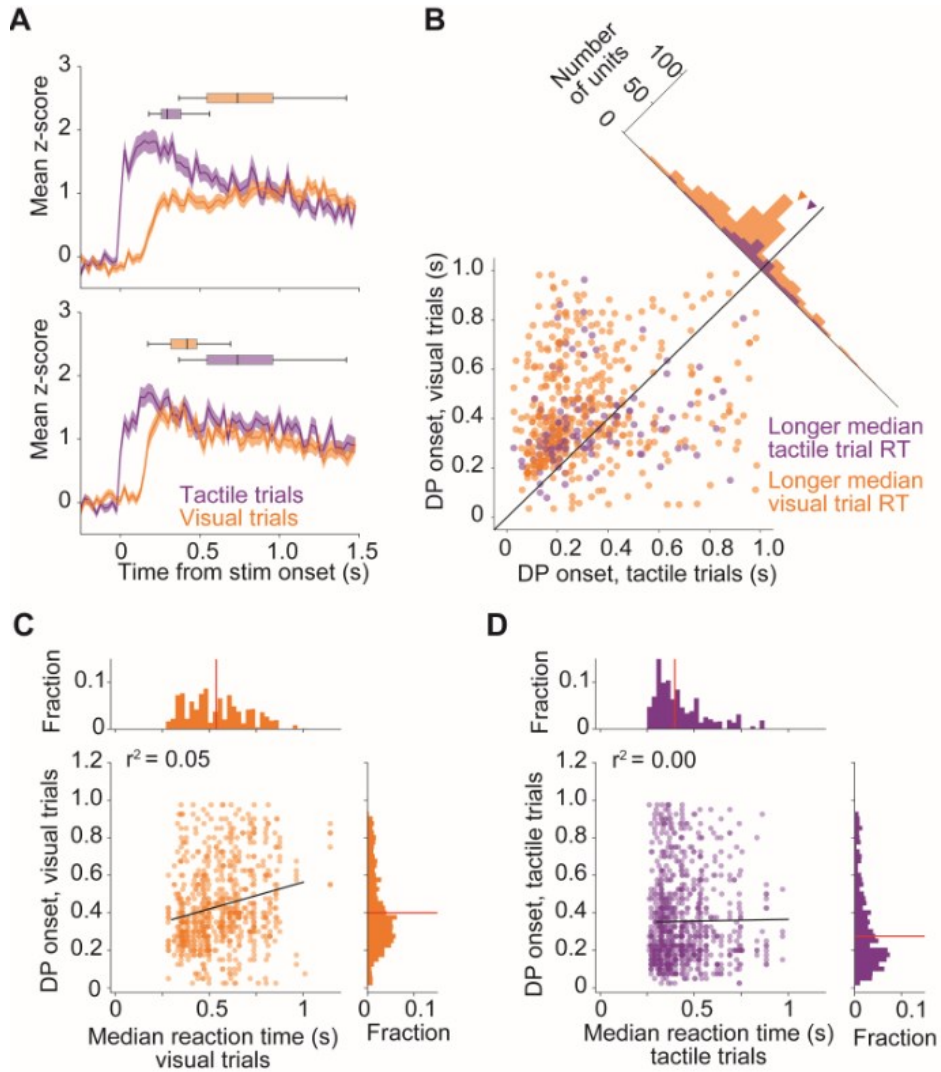 A
3
2
1
0
Mean z-score
3
2
1
0
Mean z-score
Tactile trials
Visual trials
0
0.5
1.0
1.5
Time from stim onset (s)
B
Number
of units
100
50
0
1.0
0.8
0.6
0.4
0.2
0
DP onset, visual trials (s)
0
0.2
0.4
0.6
0.8
1.0
DP onset, tactile trials (s)
Longer median
tactile trial RT
Longer median
visual trial RT
C
Fraction
0.1
0
r² = 0.05
1.2
1.0
0.8
0.6
0.4
0.2
0
DP onset, visual trials
0
0.5
1
Median reaction time (s)
visual trials
0
0.1
Fraction
D
Fraction
0.1
0
r² = 0.00
1.2
1.0
0.8
0.6
0.4
0.2
0
DP onset, tactile trials
0
0.5
1
Median reaction time (s)
tactile trials
0
0.1
Fraction